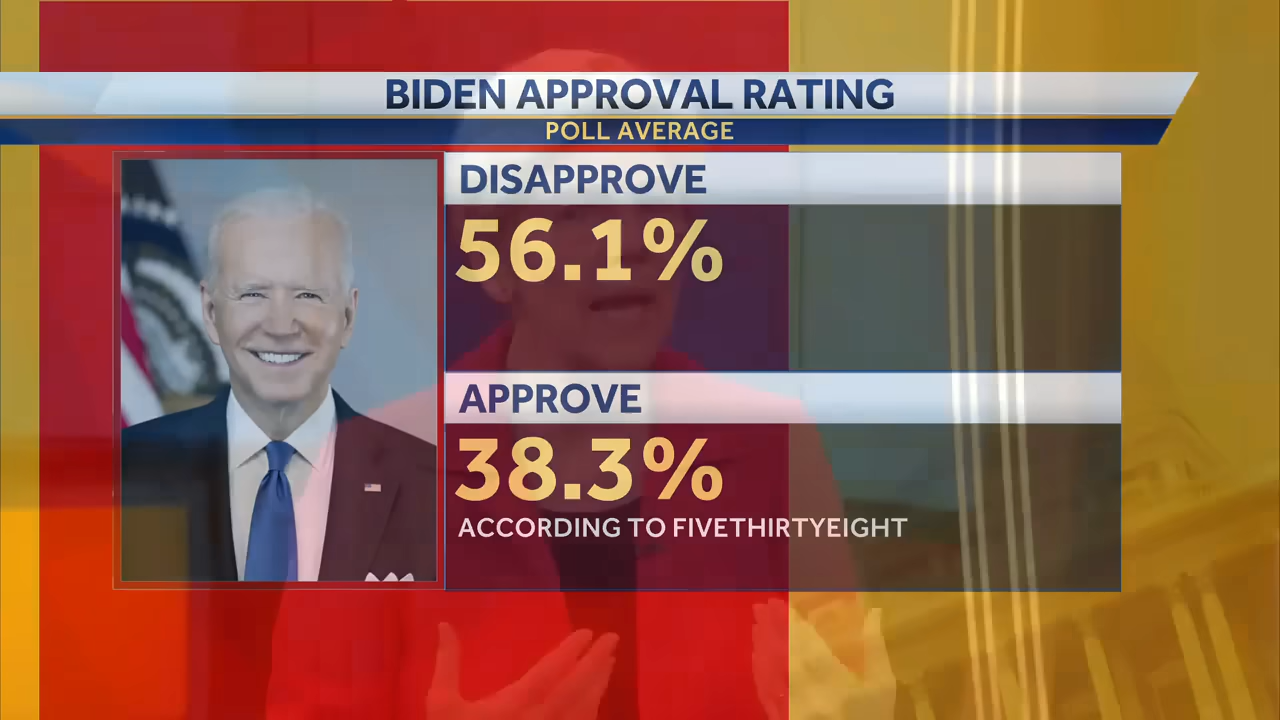 BIDEN APPROVAL RATING
POLL AVERAGE
DISAPPROVE
56.1%
APPROVE
38.3%
ACCORDING TO FIVETHIRTYEIGHT